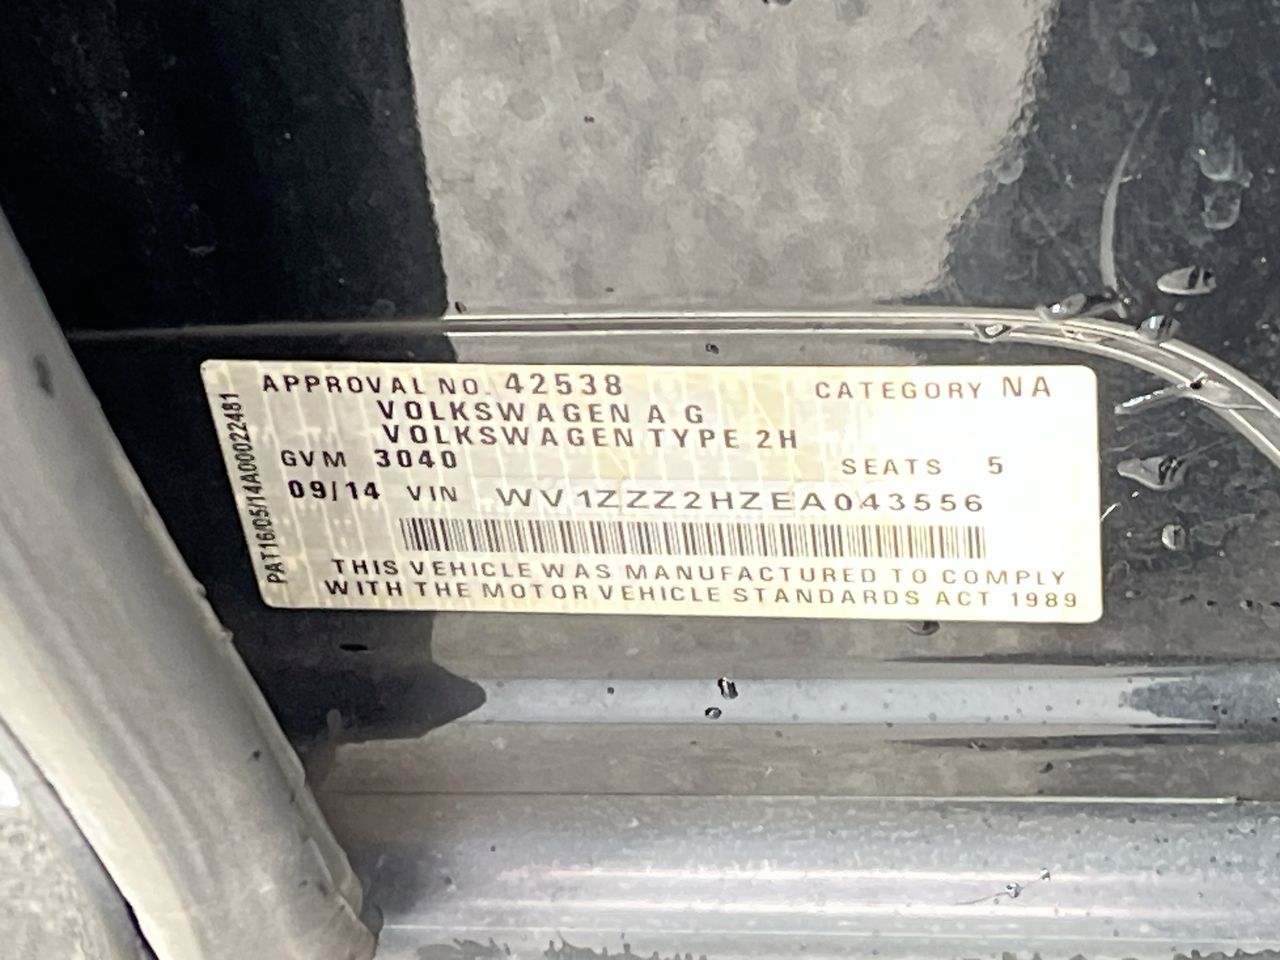 APPROVAL NO. 42538 CATEGORY NA
VOLKSWAGEN A G
VOLKSWAGEN TYPE 2H
GVM 3040 SEATS 5
09/14 VIN WV1ZZZ2HZEA043556
THIS VEHICLE WAS MANUFACTURED TO COMPLY
WITH THE MOTOR VEHICLE STANDARDS ACT 1989
PAT16/05/14A00022481